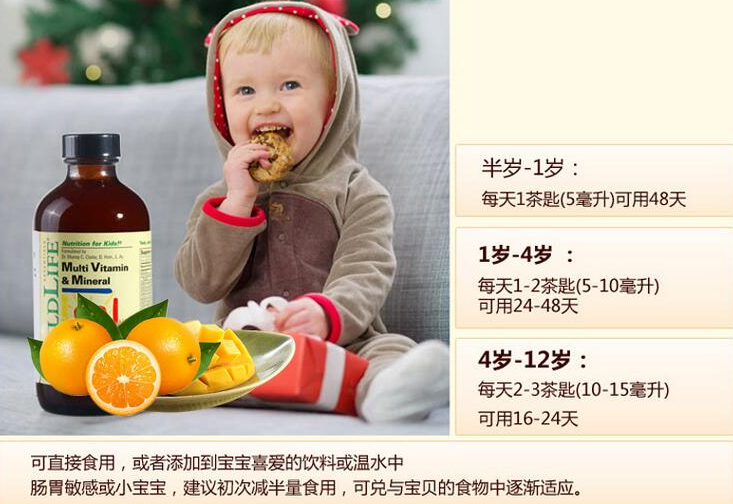 Nutrition for Kids!
Multi Vitamin
& Mineral
半岁-1岁：
每天1茶匙(5毫升)可用48天
1岁-4岁 ：
每天1-2茶匙(5-10毫升)
可用24-48天
4岁-12岁：
每天2-3茶匙(10-15毫升)
可用16-24天
可直接食用，或者添加到宝宝喜爱的饮料或温水中
肠胃敏感或小宝宝，建议初次减半量食用，可兑与宝贝的食物中逐渐适应。